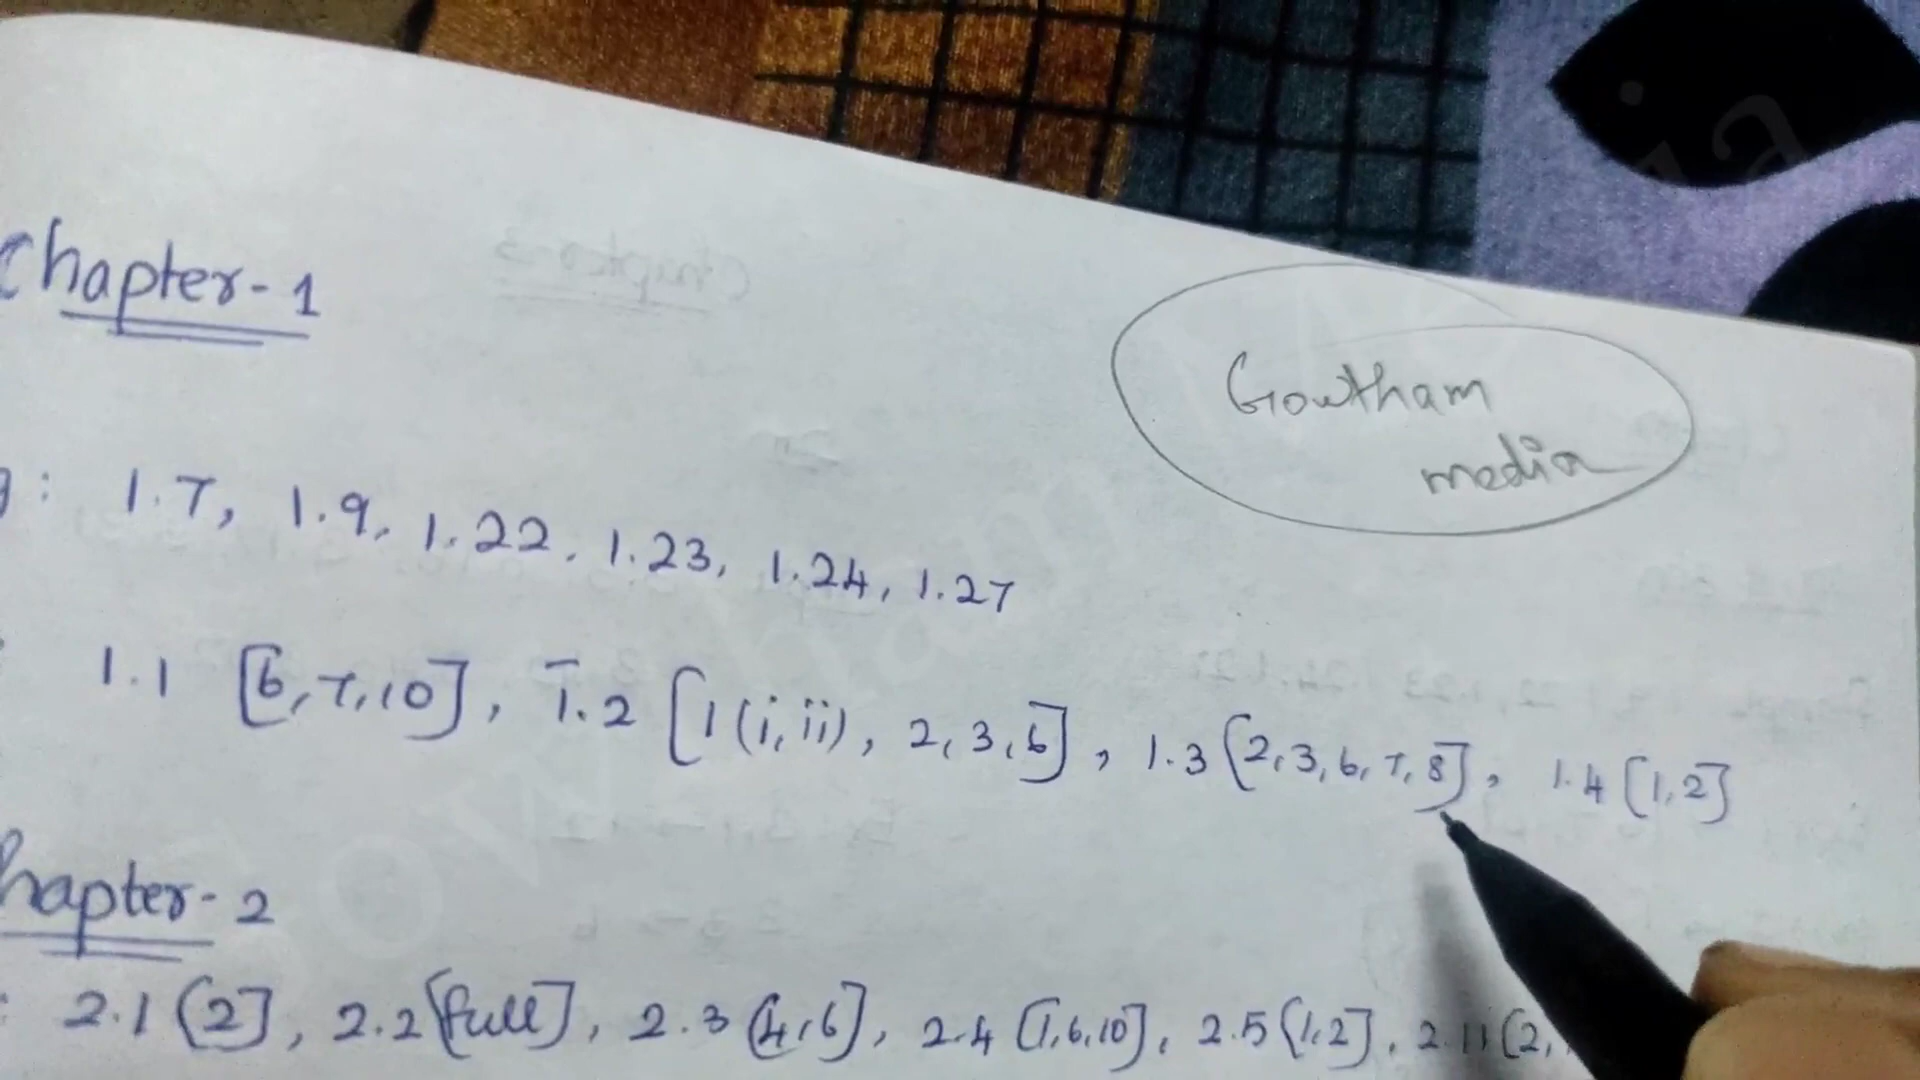 Chapter-1
Gowtham
media
: 1.7, 1.9, 1.22, 1.23, 1.24, 1.27
1.1 [6,7,10], 1.2 [1(i,ii), 2,3,6], 1.3 [2,3,6,7,8], 1.4 [1,2]
hapter-2
: 2.1 [2], 2.2 [full], 2.3 [4,6], 2.4 [1,6,10], 2.5 [1,2], 2.11 [2,